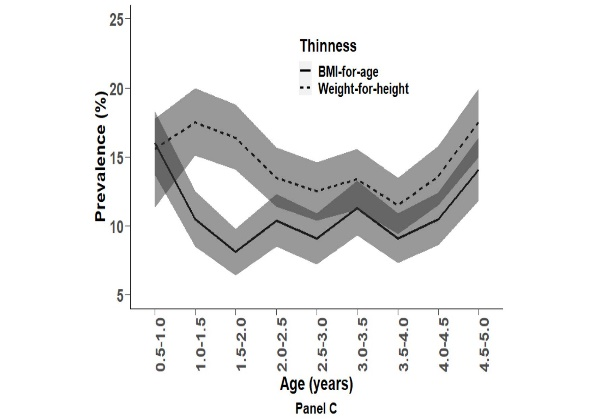 Thinness
BMI-for-age
Weight-for-height
Prevalence (%)
25
20
15
10
5
0.5-1.0
1.0-1.5
1.5-2.0
2.0-2.5
2.5-3.0
3.0-3.5
3.5-4.0
4.0-4.5
4.5-5.0
Age (years)
Panel C